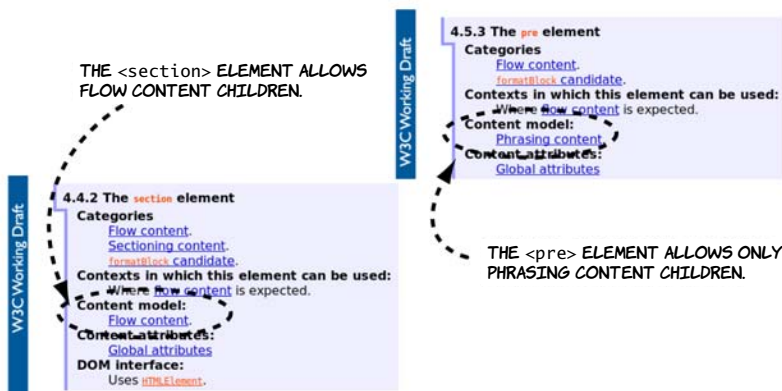 THE <section> ELEMENT ALLOWS
FLOW CONTENT CHILDREN.
W3C Working Draft
4.4.2 The section element
Categories
Flow content.
Sectioning content.
formatBlock candidate.
Contexts in which this element can be used:
Where flow content is expected.
Content model:
Flow content.
Content attributes:
Global attributes
DOM interface:
Uses HTMLElement.
W3C Working Draft
4.5.3 The pre element
Categories
Flow content.
formatBlock candidate.
Contexts in which this element can be used:
Where flow content is expected.
Content model:
Phrasing content.
Content attributes:
Global attributes
THE <pre> ELEMENT ALLOWS ONLY
PHRASING CONTENT CHILDREN.